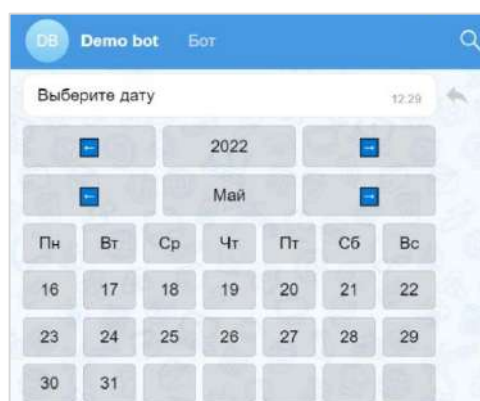 DB Demo bot Бот
Выберите дату 12:29
← 2022 →
← Май →
Пн Вт Ср Чт Пт Сб Вс
16 17 18 19 20 21 22
23 24 25 26 27 28 29
30 31